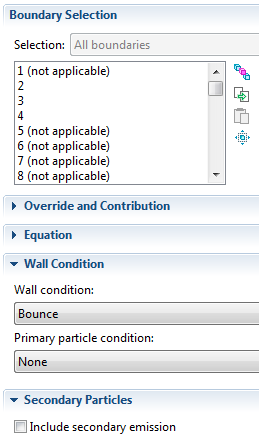 Boundary Selection
Selection: All boundaries
1 (not applicable)
2
3
4
5 (not applicable)
6 (not applicable)
7 (not applicable)
8 (not applicable)
Override and Contribution
Equation
Wall Condition
Wall condition:
Bounce
Primary particle condition:
None
Secondary Particles
Include secondary emission